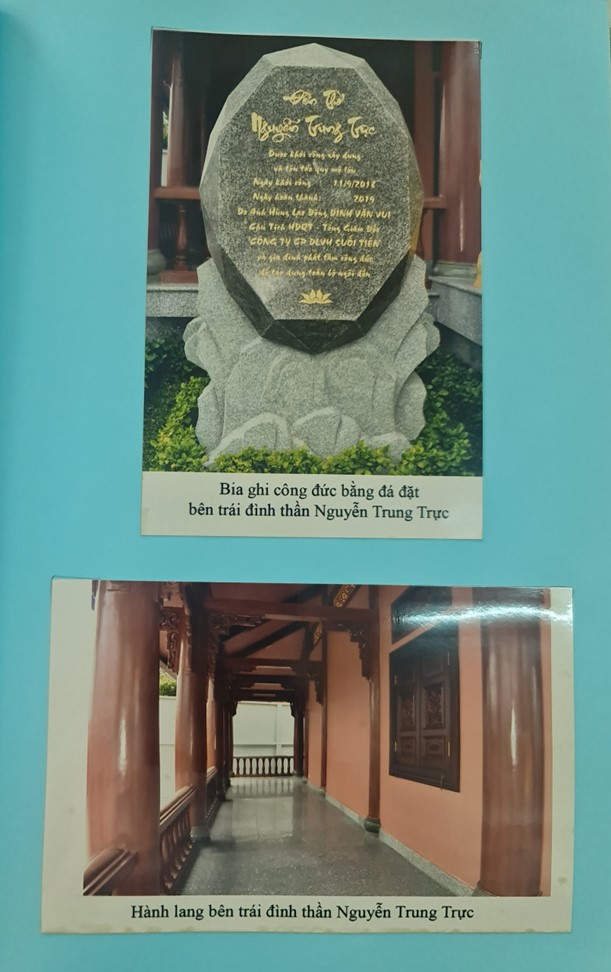 Đền Thờ
Nguyễn Trung Trực
Được khởi công xây dựng
và tôn tạo quy mô lớn
Ngày khởi công 11/9/2018
Ngày hoàn thành: 2019
Do Anh Hùng Lao Động ĐINH VĂN VUI
Chủ Tịch HĐQT - Tổng Giám Đốc
CÔNG TY CP DLVH SUỐI TIÊN
và gia đình phát tâm công đức
để tạo dựng toàn bộ ngôi đền
Bia ghi công đức bằng đá đặt
bên trái đình thần Nguyễn Trung Trực
Hành lang bên trái đình thần Nguyễn Trung Trực